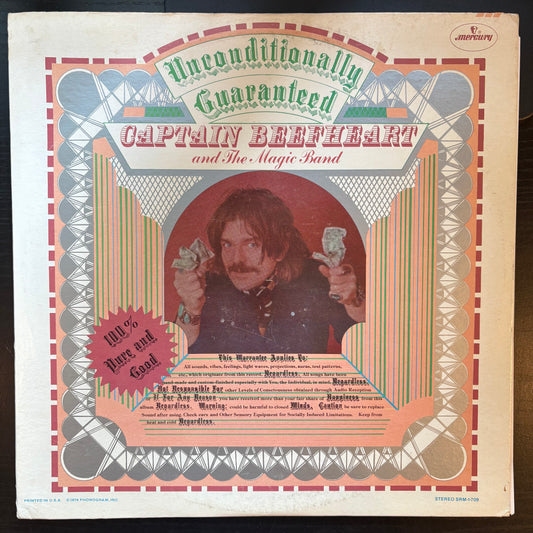 mercury
Unconditionally
Guaranteed
CAPTAIN BEEFHEART
and The Magic Band
100%
Pure and
Good
This Warrantee Applies To:
All sounds, vibes, feelings, light waves, projections, auras, test patterns,
etc., which originate from this record, Regardless. All songs have been
made and custom-finished especially with You, the individual, in mind, Regardless.
Not Responsible For other Levels of Consciousness obtained through Audio Reception
or If For Any Reason you have received more than your fair share of Happiness from this
album Regardless. Warning: could be harmful to closed Minds, Caution be sure to replace
Sound after using. Check ears and Other Sensory Equipment for Socially Induced Limitations. Keep from
heat and cold Regardless.
PRINTED IN U.S.A. ©1974 PHONOGRAM, INC.
STEREO SRM-1-709